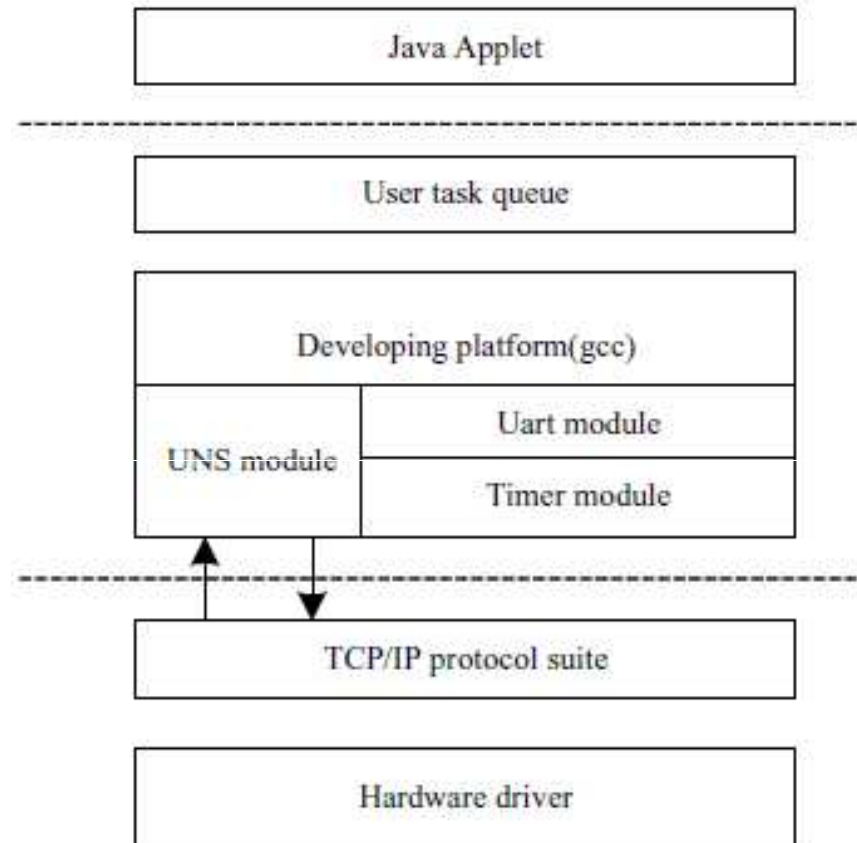 Java Applet
User task queue
Developing platform(gcc)
Uart module
UNS module
Timer module
TCP/IP protocol suite
Hardware driver